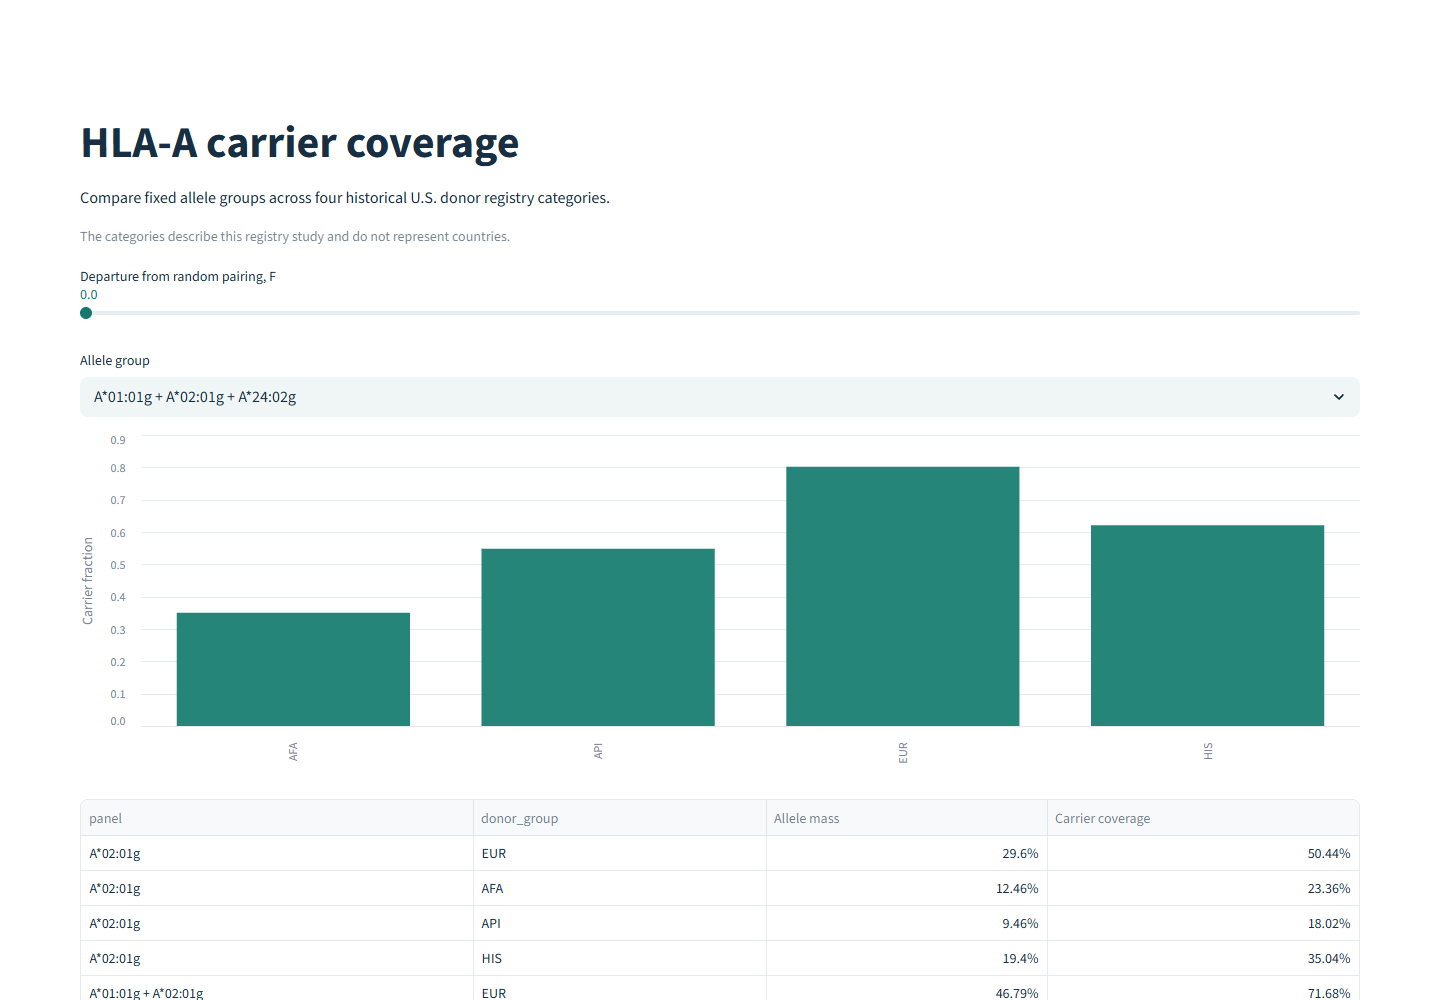 HLA-A carrier coverage
Compare fixed allele groups across four historical U.S. donor registry categories.
The categories describe this registry study and do not represent countries.
Departure from random pairing, F
0.0
Allele group
A*01:01g + A*02:01g + A*24:02g
Carrier fraction
0.9
0.8
0.7
0.6
0.5
0.4
0.3
0.2
0.1
0.0
AFA API EUR HIS
panel donor_group Allele mass Carrier coverage
A*02:01g EUR 29.6% 50.44%
A*02:01g AFA 12.46% 23.36%
A*02:01g API 9.46% 18.02%
A*02:01g HIS 19.4% 35.04%
A*01:01g + A*02:01g EUR 46.79% 71.68%